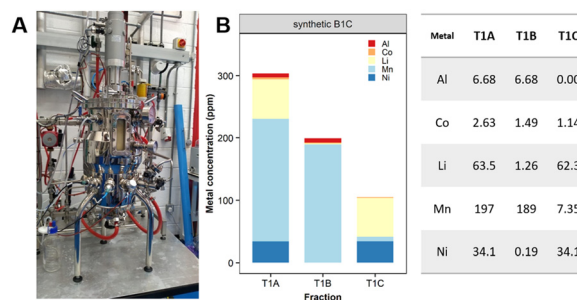 A
B
synthetic B1C
Al
Co
Li
Mn
Ni
Metal concentration (ppm)
300
200
100
0
T1A T1B T1C
Fraction
Metal T1A T1B T1C
Al 6.68 6.68 0.00
Co 2.63 1.49 1.14
Li 63.5 1.26 62.3
Mn 197 189 7.35
Ni 34.1 0.19 34.1